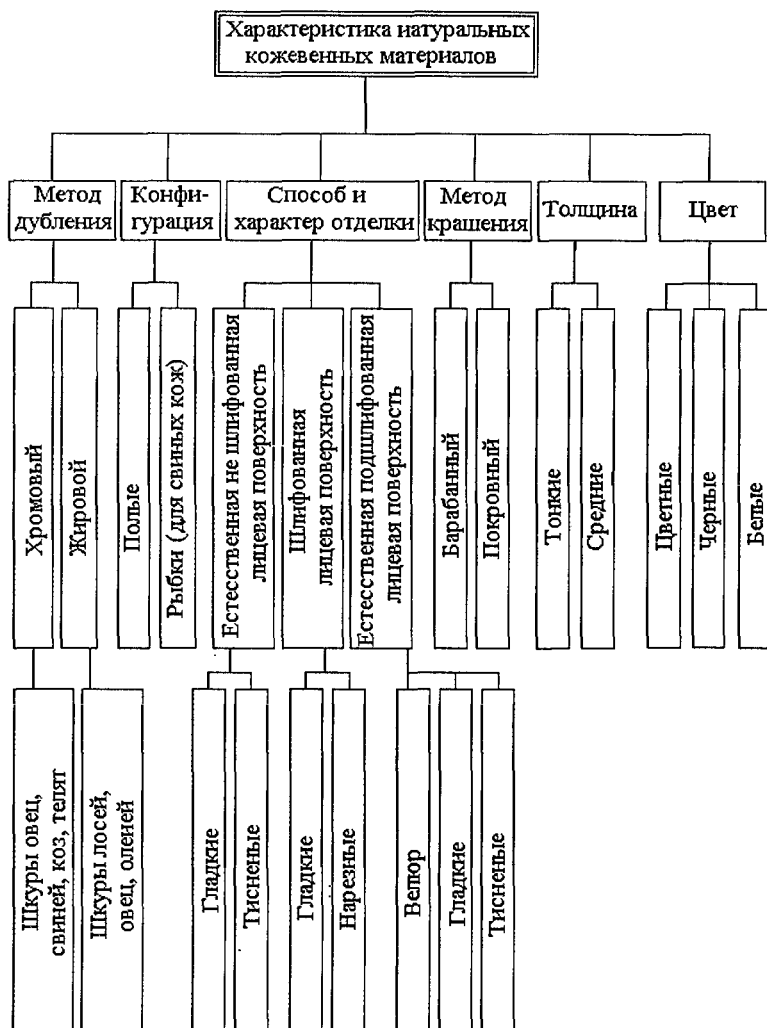 Характеристика натуральных
кожевенных материалов
Метод
дубления
Конфи-
гурация
Способ и
характер отделки
Метод
крашения
Толщина
Цвет
Хромовый
Жировой
Полые
Рыбки (для свиных кож)
Естесственная не шлифованная
лицевая поверхность
Шлифованная
лицевая поверхность
Естесственная подшлифованная
лицевая поверхность
Барабанный
Покровный
Тонкие
Средние
Цветные
Черные
Белые
Шкуры овец,
свиней, коз, телят
Шкуры лосей,
овец, оленей
Гладкие
Тисненые
Гладкие
Нарезные
Велюр
Гладкие
Тисненые